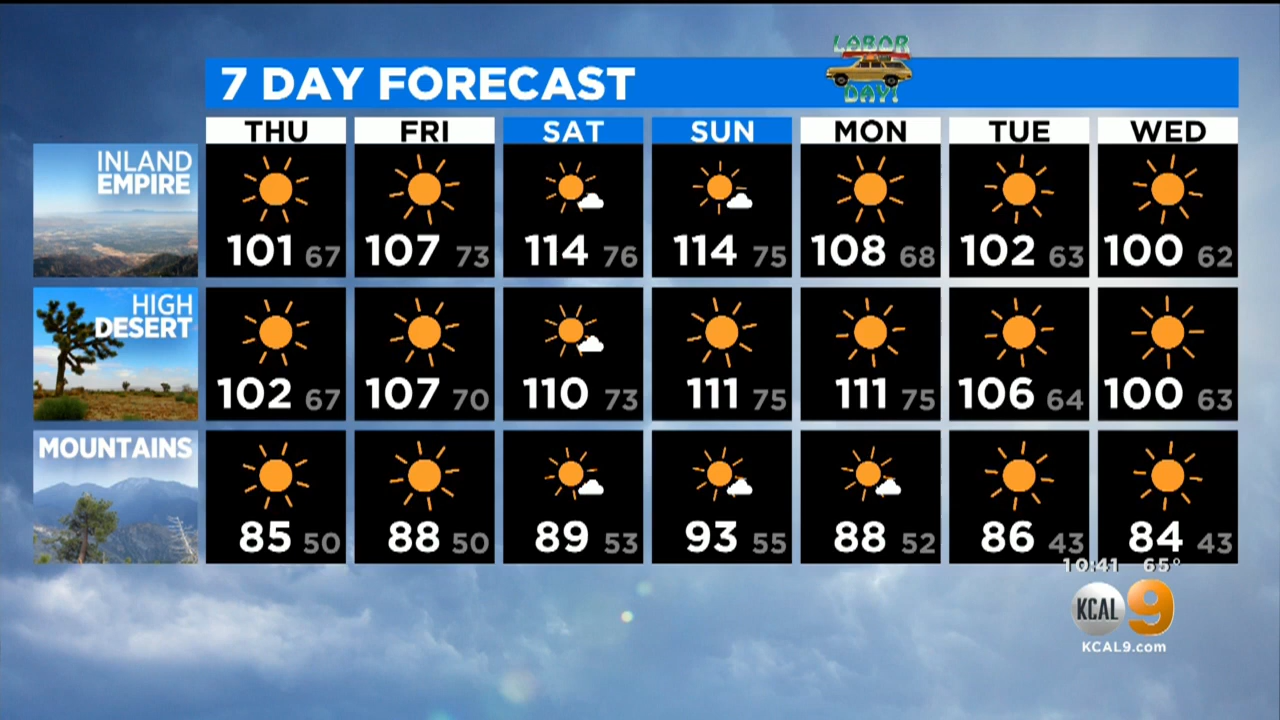 LABOR
DAY!
7 DAY FORECAST
THU FRI SAT SUN MON TUE WED
INLAND
EMPIRE
101 67 107 73 114 76 114 75 108 68 102 63 100 62
HIGH
DESERT
102 67 107 70 110 73 111 75 111 75 106 64 100 63
MOUNTAINS
85 50 88 50 89 53 93 55 88 52 86 43 84 43
10:41 65°
KCAL 9
KCAL9.com